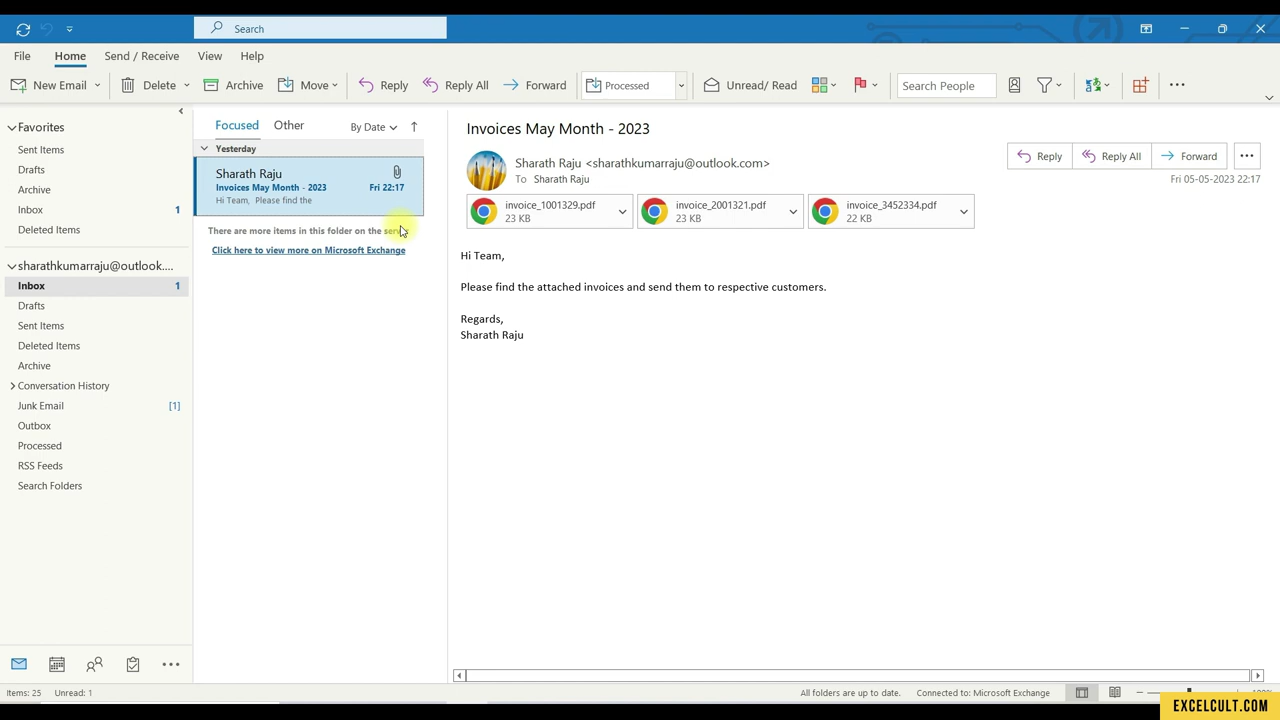 Search
File Home Send / Receive View Help
New Email Delete Archive Move Reply Reply All Forward Processed Unread/ Read Search People
Favorites
Sent Items
Drafts
Archive
Inbox 1
Deleted Items
sharathkumarraju@outlook....
Inbox 1
Drafts
Sent Items
Deleted Items
Archive
Conversation History
Junk Email [1]
Outbox
Processed
RSS Feeds
Search Folders
Focused Other By Date
Yesterday
Sharath Raju
Invoices May Month - 2023 Fri 22:17
Hi Team, Please find the
There are more items in this folder on the
Click here to view more on Microsoft Exchange
Invoices May Month - 2023
Sharath Raju <sharathkumarraju@outlook.com>
To Sharath Raju
Reply Reply All Forward
Fri 05-05-2023 22:17
invoice_1001329.pdf
23 KB
invoice_2001321.pdf
23 KB
invoice_3452334.pdf
22 KB
Hi Team,
Please find the attached invoices and send them to respective customers.
Regards,
Sharath Raju
Items: 25 Unread: 1 All folders are up to date. Connected to: Microsoft Exchange
EXCELCULT.COM